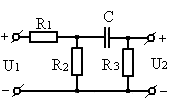 R1 C
+ +
U1 R2 R3 U2
− −